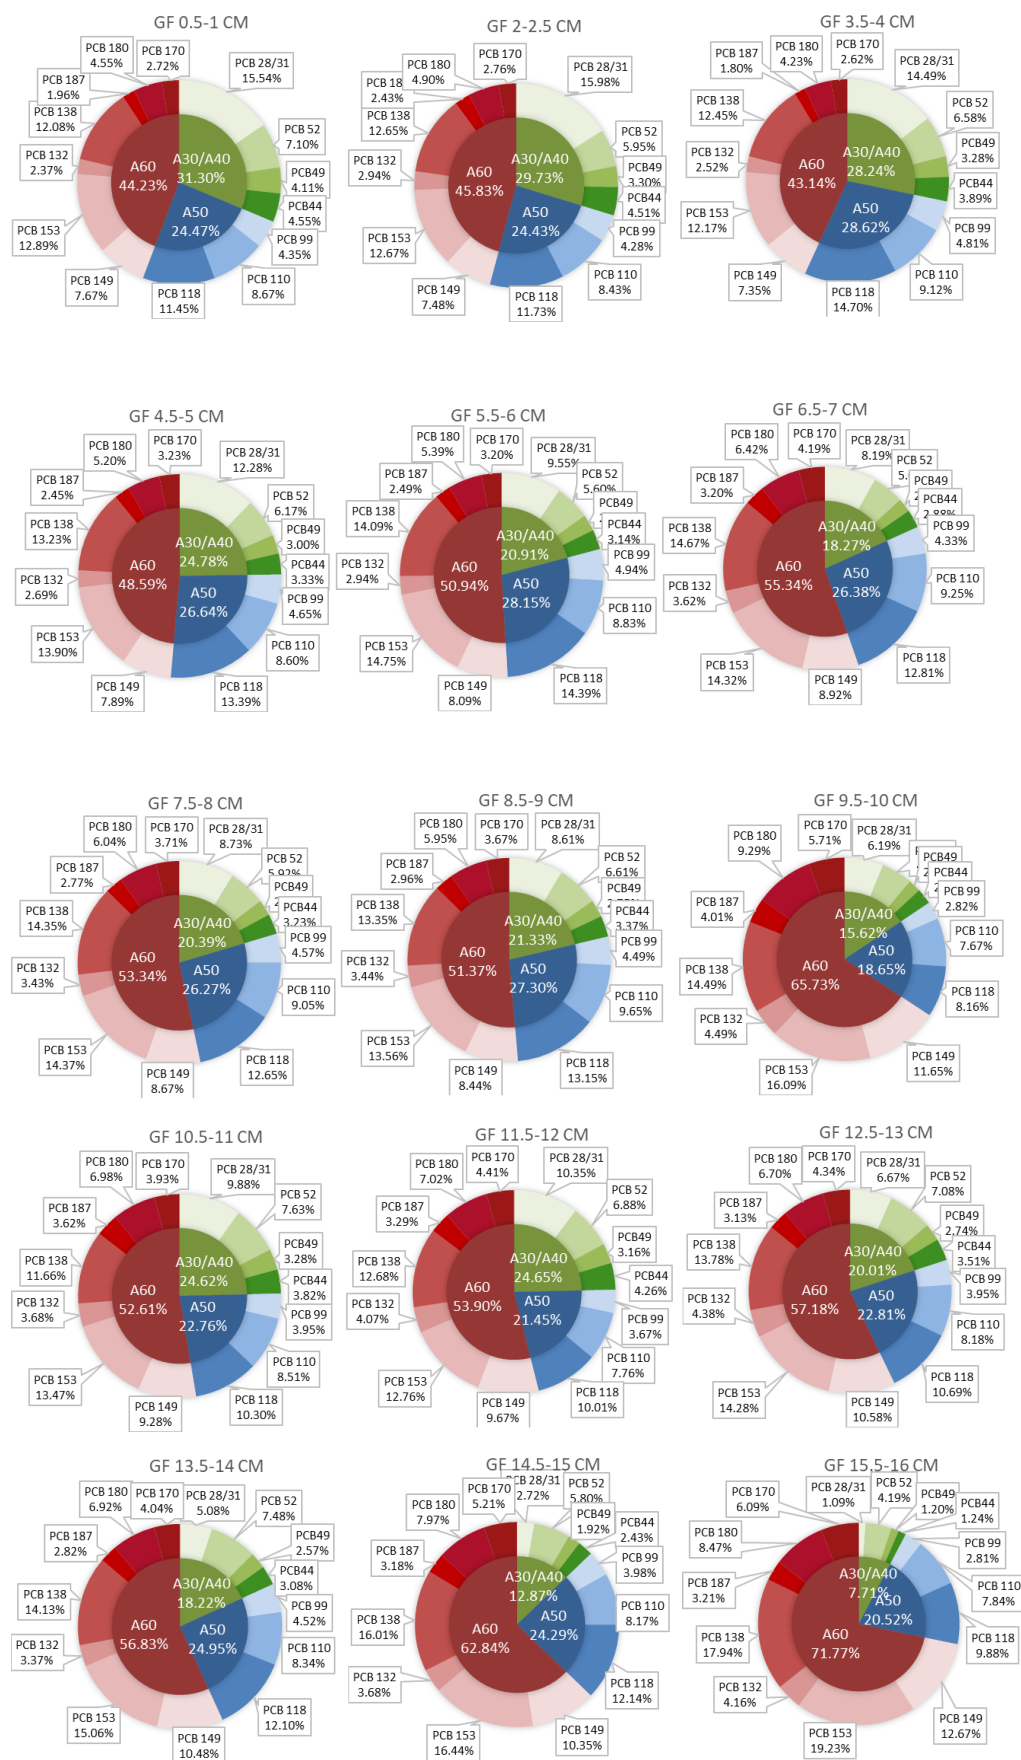 GF 0.5-1 CM
PCB 180
4.55%
PCB 170
2.72%
PCB 28/31
15.54%
PCB 187
1.96%
PCB 138
12.08%
PCB 52
7.10%
PCB 132
2.37%
PCB49
4.11%
PCB44
4.55%
PCB 153
12.89%
PCB 99
4.35%
PCB 149
7.67%
PCB 118
11.45%
PCB 110
8.67%
A60
44.23%
A30/A40
31.30%
A50
24.47%
GF 2-2.5 CM
PCB 180
4.90%
PCB 170
2.76%
PCB 28/31
15.98%
2.43%
PCB 138
12.65%
PCB 52
5.95%
PCB 132
2.94%
PCB49
3.30%
PCB44
4.51%
PCB 153
12.67%
PCB 99
4.28%
PCB 149
7.48%
PCB 118
11.73%
PCB 110
8.43%
A60
45.83%
A30/A40
29.73%
A50
24.43%
GF 3.5-4 CM
PCB 187
1.80%
PCB 180
4.23%
PCB 170
2.62%
PCB 28/31
14.49%
PCB 138
12.45%
PCB 52
6.58%
PCB 132
2.52%
PCB49
3.28%
PCB44
3.89%
PCB 153
12.17%
PCB 99
4.81%
PCB 149
7.35%
PCB 118
14.70%
PCB 110
9.12%
A60
43.14%
A30/A40
28.24%
A50
28.62%
GF 4.5-5 CM
PCB 180
5.20%
PCB 170
3.23%
PCB 28/31
12.28%
PCB 187
2.45%
PCB 52
6.17%
PCB 138
13.23%
PCB49
3.00%
PCB 132
2.69%
PCB44
3.33%
PCB 99
4.65%
PCB 153
13.90%
PCB 110
8.60%
PCB 149
7.89%
PCB 118
13.39%
A60
48.59%
A30/A40
24.78%
A50
26.64%
GF 5.5-6 CM
PCB 180
5.39%
PCB 170
3.20%
PCB 28/31
9.55%
PCB 187
2.49%
PCB 52
5.60%
PCB 138
14.09%
PCB49
PCB44
3.14%
PCB 132
2.94%
PCB 99
4.94%
PCB 153
14.75%
PCB 110
8.83%
PCB 149
8.09%
PCB 118
14.39%
A60
50.94%
A30/A40
20.91%
A50
28.15%
GF 6.5-7 CM
PCB 180
6.42%
PCB 170
4.19%
PCB 28/31
8.19%
PCB 52
PCB 187
3.20%
PCB49
PCB44
2.88%
PCB 138
14.67%
PCB 99
4.33%
PCB 132
3.62%
PCB 110
9.25%
PCB 153
14.32%
PCB 149
8.92%
PCB 118
12.81%
A60
55.34%
A30/A40
18.27%
A50
26.38%
GF 7.5-8 CM
PCB 180
6.04%
PCB 170
3.71%
PCB 28/31
8.73%
PCB 187
2.77%
PCB 52
5.92%
PCB 138
14.35%
PCB49
PCB44
3.23%
PCB 132
3.43%
PCB 99
4.57%
PCB 153
14.37%
PCB 110
9.05%
PCB 149
8.67%
PCB 118
12.65%
A60
53.34%
A30/A40
20.39%
A50
26.27%
GF 8.5-9 CM
PCB 180
5.95%
PCB 170
3.67%
PCB 28/31
8.61%
PCB 187
2.96%
PCB 52
6.61%
PCB 138
13.35%
PCB49
PCB44
3.37%
PCB 132
3.44%
PCB 99
4.49%
PCB 153
13.56%
PCB 110
9.65%
PCB 149
8.44%
PCB 118
13.15%
A60
51.37%
A30/A40
21.33%
A50
27.30%
GF 9.5-10 CM
PCB 180
9.29%
PCB 170
5.71%
PCB 28/31
6.19%
PCB49
PCB44
PCB 187
4.01%
PCB 99
2.82%
PCB 110
7.67%
PCB 138
14.49%
PCB 132
4.49%
PCB 118
8.16%
PCB 153
16.09%
PCB 149
11.65%
A60
65.73%
A30/A40
15.62%
A50
18.65%
GF 10.5-11 CM
PCB 180
6.98%
PCB 170
3.93%
PCB 28/31
9.88%
PCB 187
3.62%
PCB 52
7.63%
PCB 138
11.66%
PCB49
3.28%
PCB44
3.82%
PCB 132
3.68%
PCB 99
3.95%
PCB 153
13.47%
PCB 110
8.51%
PCB 149
9.28%
PCB 118
10.30%
A60
52.61%
A30/A40
24.62%
A50
22.76%
GF 11.5-12 CM
PCB 180
7.02%
PCB 170
4.41%
PCB 28/31
10.35%
PCB 187
3.29%
PCB 52
6.88%
PCB 138
12.68%
PCB49
3.16%
PCB44
4.26%
PCB 132
4.07%
PCB 99
3.67%
PCB 153
12.76%
PCB 110
7.76%
PCB 149
9.67%
PCB 118
10.01%
A60
53.90%
A30/A40
24.65%
A50
21.45%
GF 12.5-13 CM
PCB 180
6.70%
PCB 170
4.34%
PCB 28/31
6.67%
PCB 52
7.08%
PCB 187
3.13%
PCB49
2.74%
PCB 138
13.78%
PCB44
3.51%
PCB 132
4.38%
PCB 99
3.95%
PCB 110
8.18%
PCB 153
14.28%
PCB 149
10.58%
PCB 118
10.69%
A60
57.18%
A30/A40
20.01%
A50
22.81%
GF 13.5-14 CM
PCB 180
6.92%
PCB 170
4.04%
PCB 28/31
5.08%
PCB 52
7.48%
PCB 187
2.82%
PCB49
2.57%
PCB 138
14.13%
PCB44
3.08%
PCB 99
4.52%
PCB 132
3.37%
PCB 110
8.34%
PCB 153
15.06%
PCB 149
10.48%
PCB 118
12.10%
A60
56.83%
A30/A40
18.22%
A50
24.95%
GF 14.5-15 CM
PCB 180
7.97%
PCB 170
5.21%
PCB 28/31
2.72%
PCB 52
5.80%
PCB49
1.92%
PCB44
2.43%
PCB 187
3.18%
PCB 99
3.98%
PCB 138
16.01%
PCB 110
8.17%
PCB 132
3.68%
PCB 118
12.14%
PCB 153
16.44%
PCB 149
10.35%
A60
62.84%
A30/A40
12.87%
A50
24.29%
GF 15.5-16 CM
PCB 170
6.09%
PCB 28/31
1.09%
PCB 52
4.19%
PCB49
1.20%
PCB44
1.24%
PCB 180
8.47%
PCB 99
2.81%
PCB 187
3.21%
PCB 110
7.84%
PCB 138
17.94%
PCB 118
9.88%
PCB 132
4.16%
PCB 153
19.23%
PCB 149
12.67%
A60
71.77%
A30/A40
7.71%
A50
20.52%